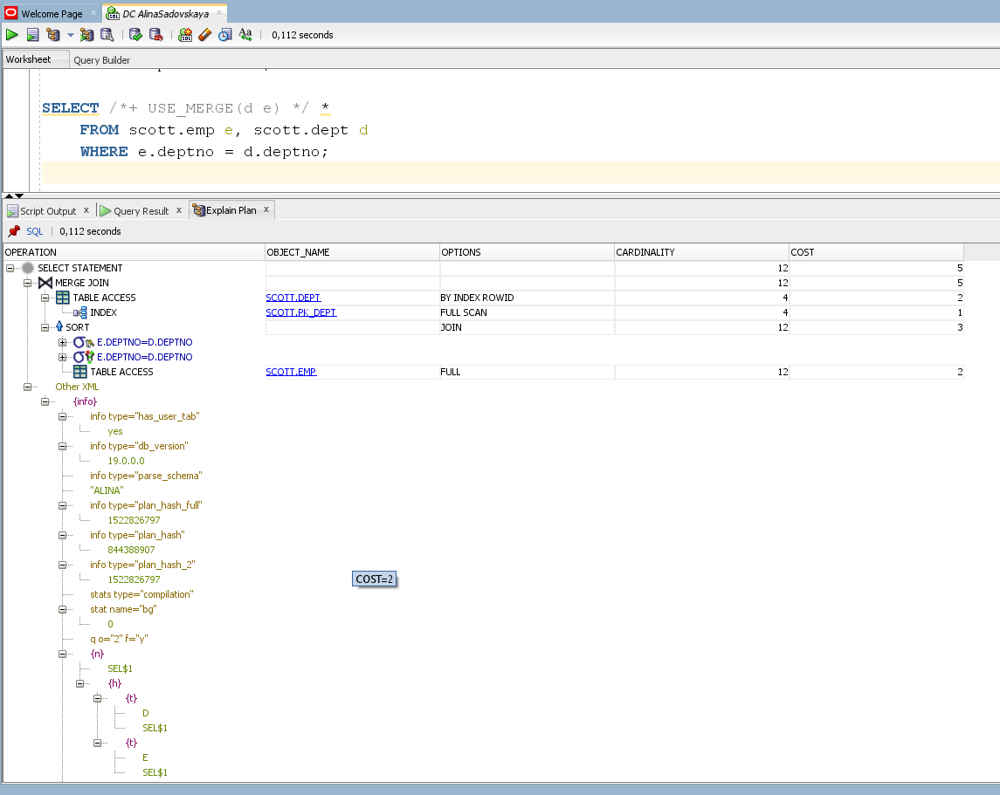 Welcome Page × DC AlinaSadovskaya ×
0,112 seconds
Worksheet Query Builder
SELECT /*+ USE_MERGE(d e) */ *
FROM scott.emp e, scott.dept d
WHERE e.deptno = d.deptno;
Script Output x Query Result x Explain Plan x
SQL | 0,112 seconds
OPERATION OBJECT_NAME OPTIONS CARDINALITY COST
SELECT STATEMENT 12 5
MERGE JOIN 12 5
TABLE ACCESS SCOTT.DEPT BY INDEX ROWID 4 2
INDEX SCOTT.PK_DEPT FULL SCAN 4 1
SORT JOIN 12 3
E.DEPTNO=D.DEPTNO
E.DEPTNO=D.DEPTNO
TABLE ACCESS SCOTT.EMP FULL 12 2
Other XML
{info}
info type="has_user_tab"
yes
info type="db_version"
19.0.0.0
info type="parse_schema"
"ALINA"
info type="plan_hash_full"
1522826797
info type="plan_hash"
844388907
info type="plan_hash_2"
1522826797
COST=2
stats type="compilation"
stat name="bg"
0
q o="2" f="y"
{n}
SEL$1
{h}
{t}
D
SEL$1
{t}
E
SEL$1